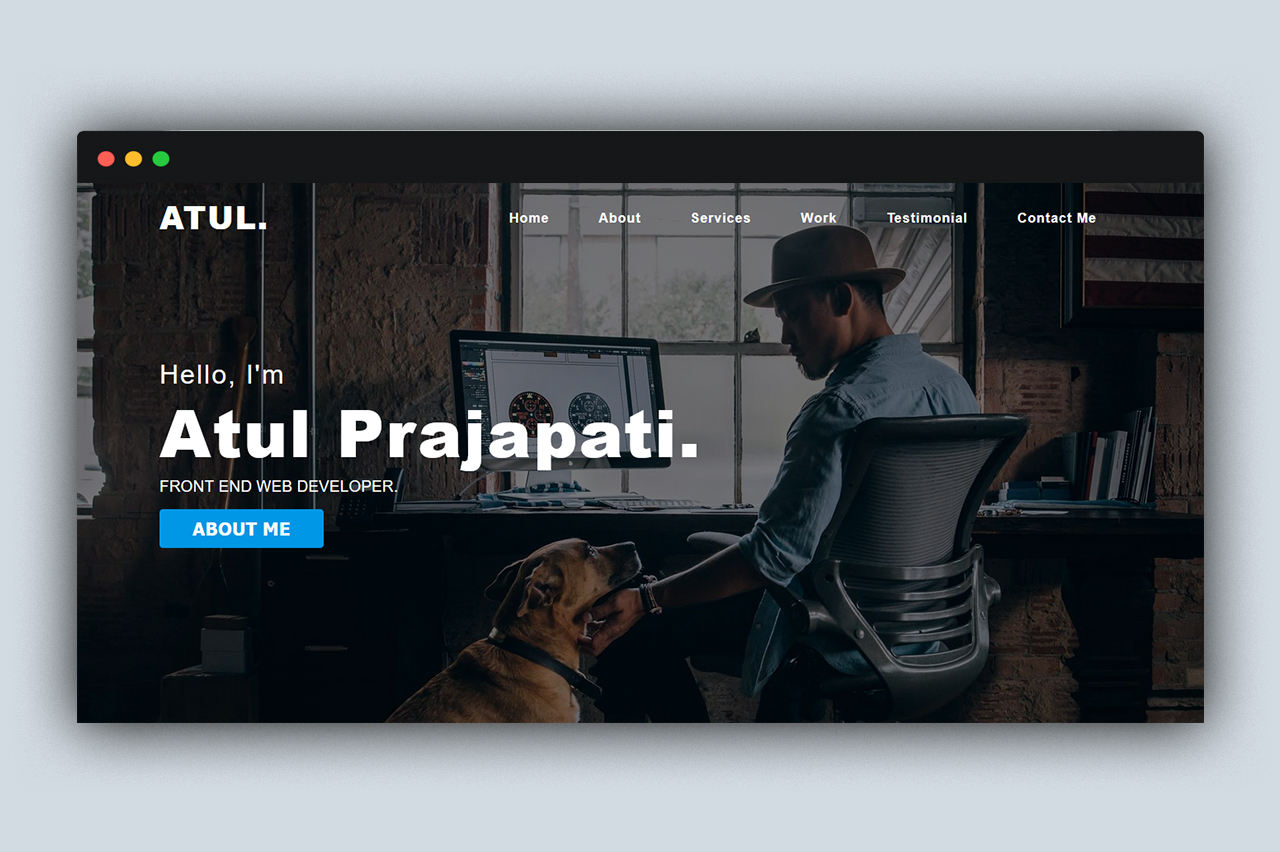 ATUL.
Home About Services Work Testimonial Contact Me
Hello, I'm
Atul Prajapati.
FRONT END WEB DEVELOPER.
ABOUT ME